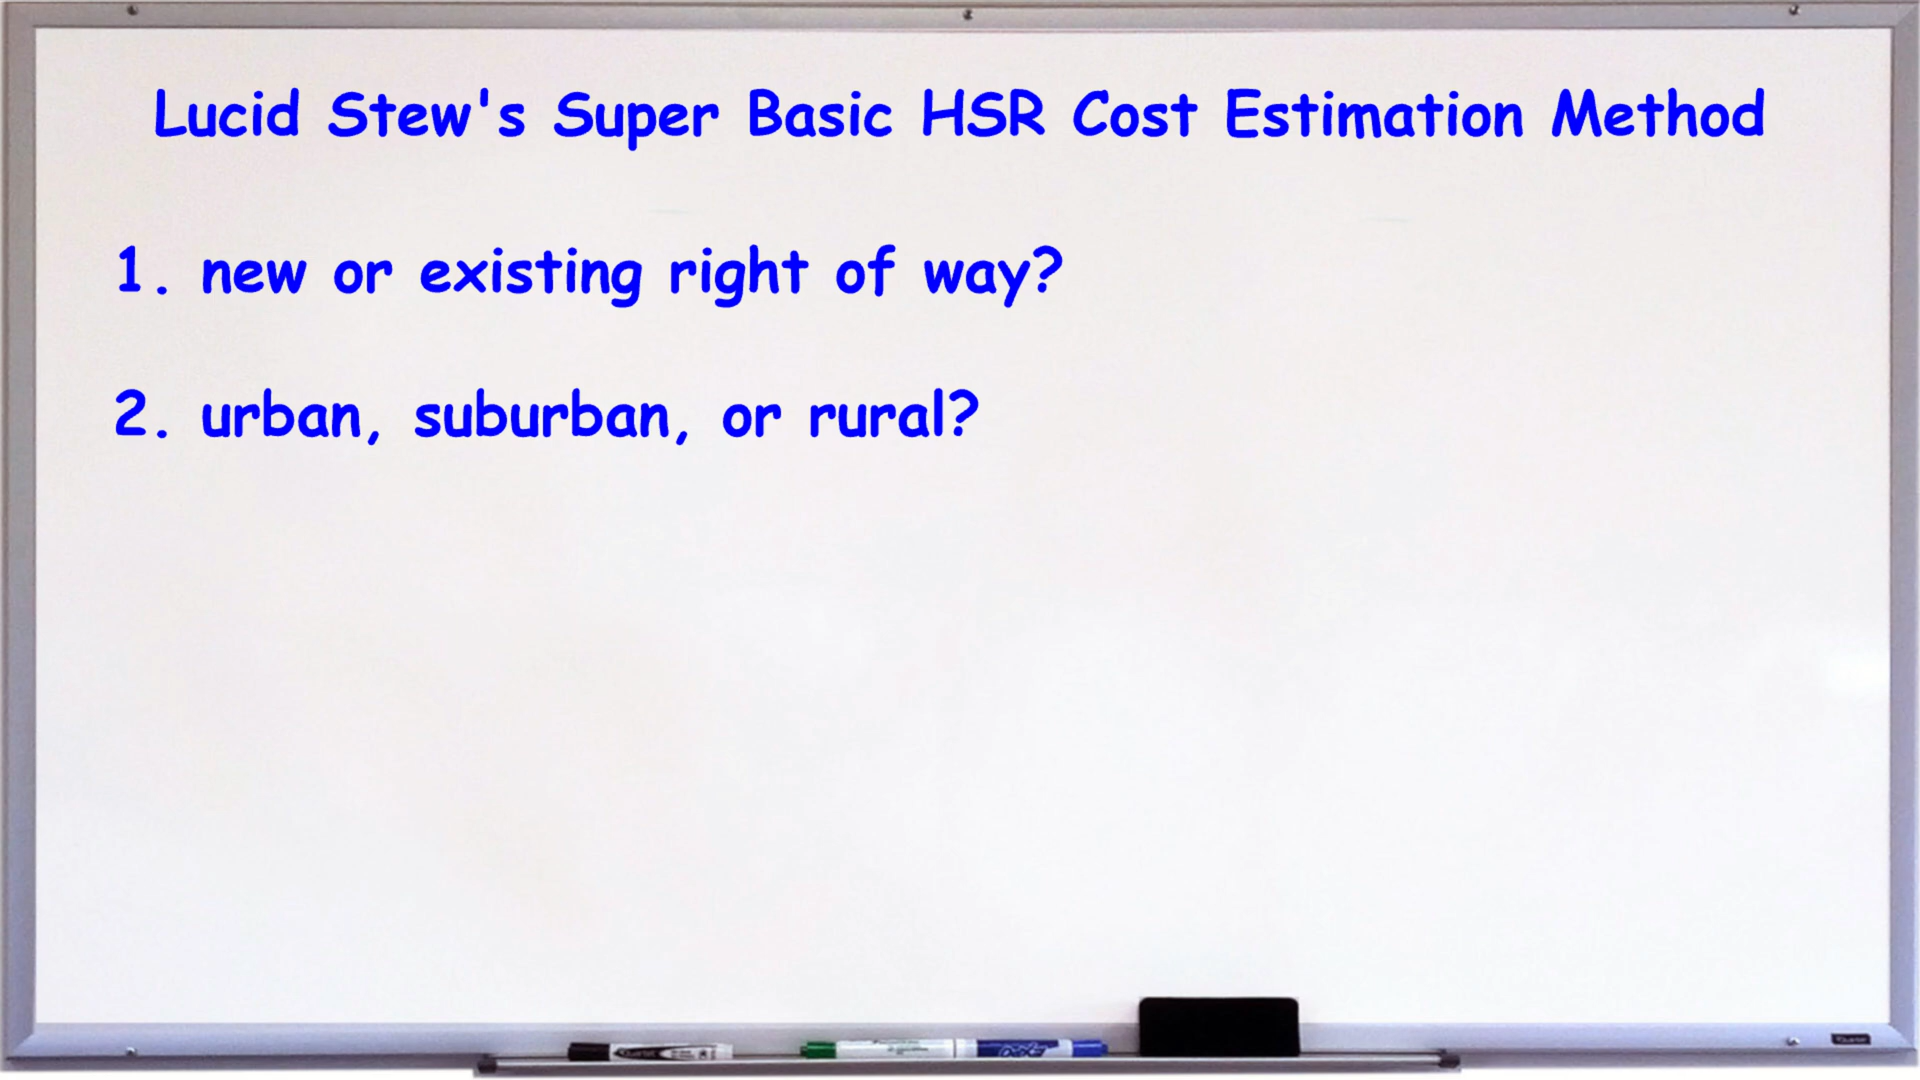 Lucid Stew's Super Basic HSR Cost Estimation Method
1. new or existing right of way?
2. urban, suburban, or rural?